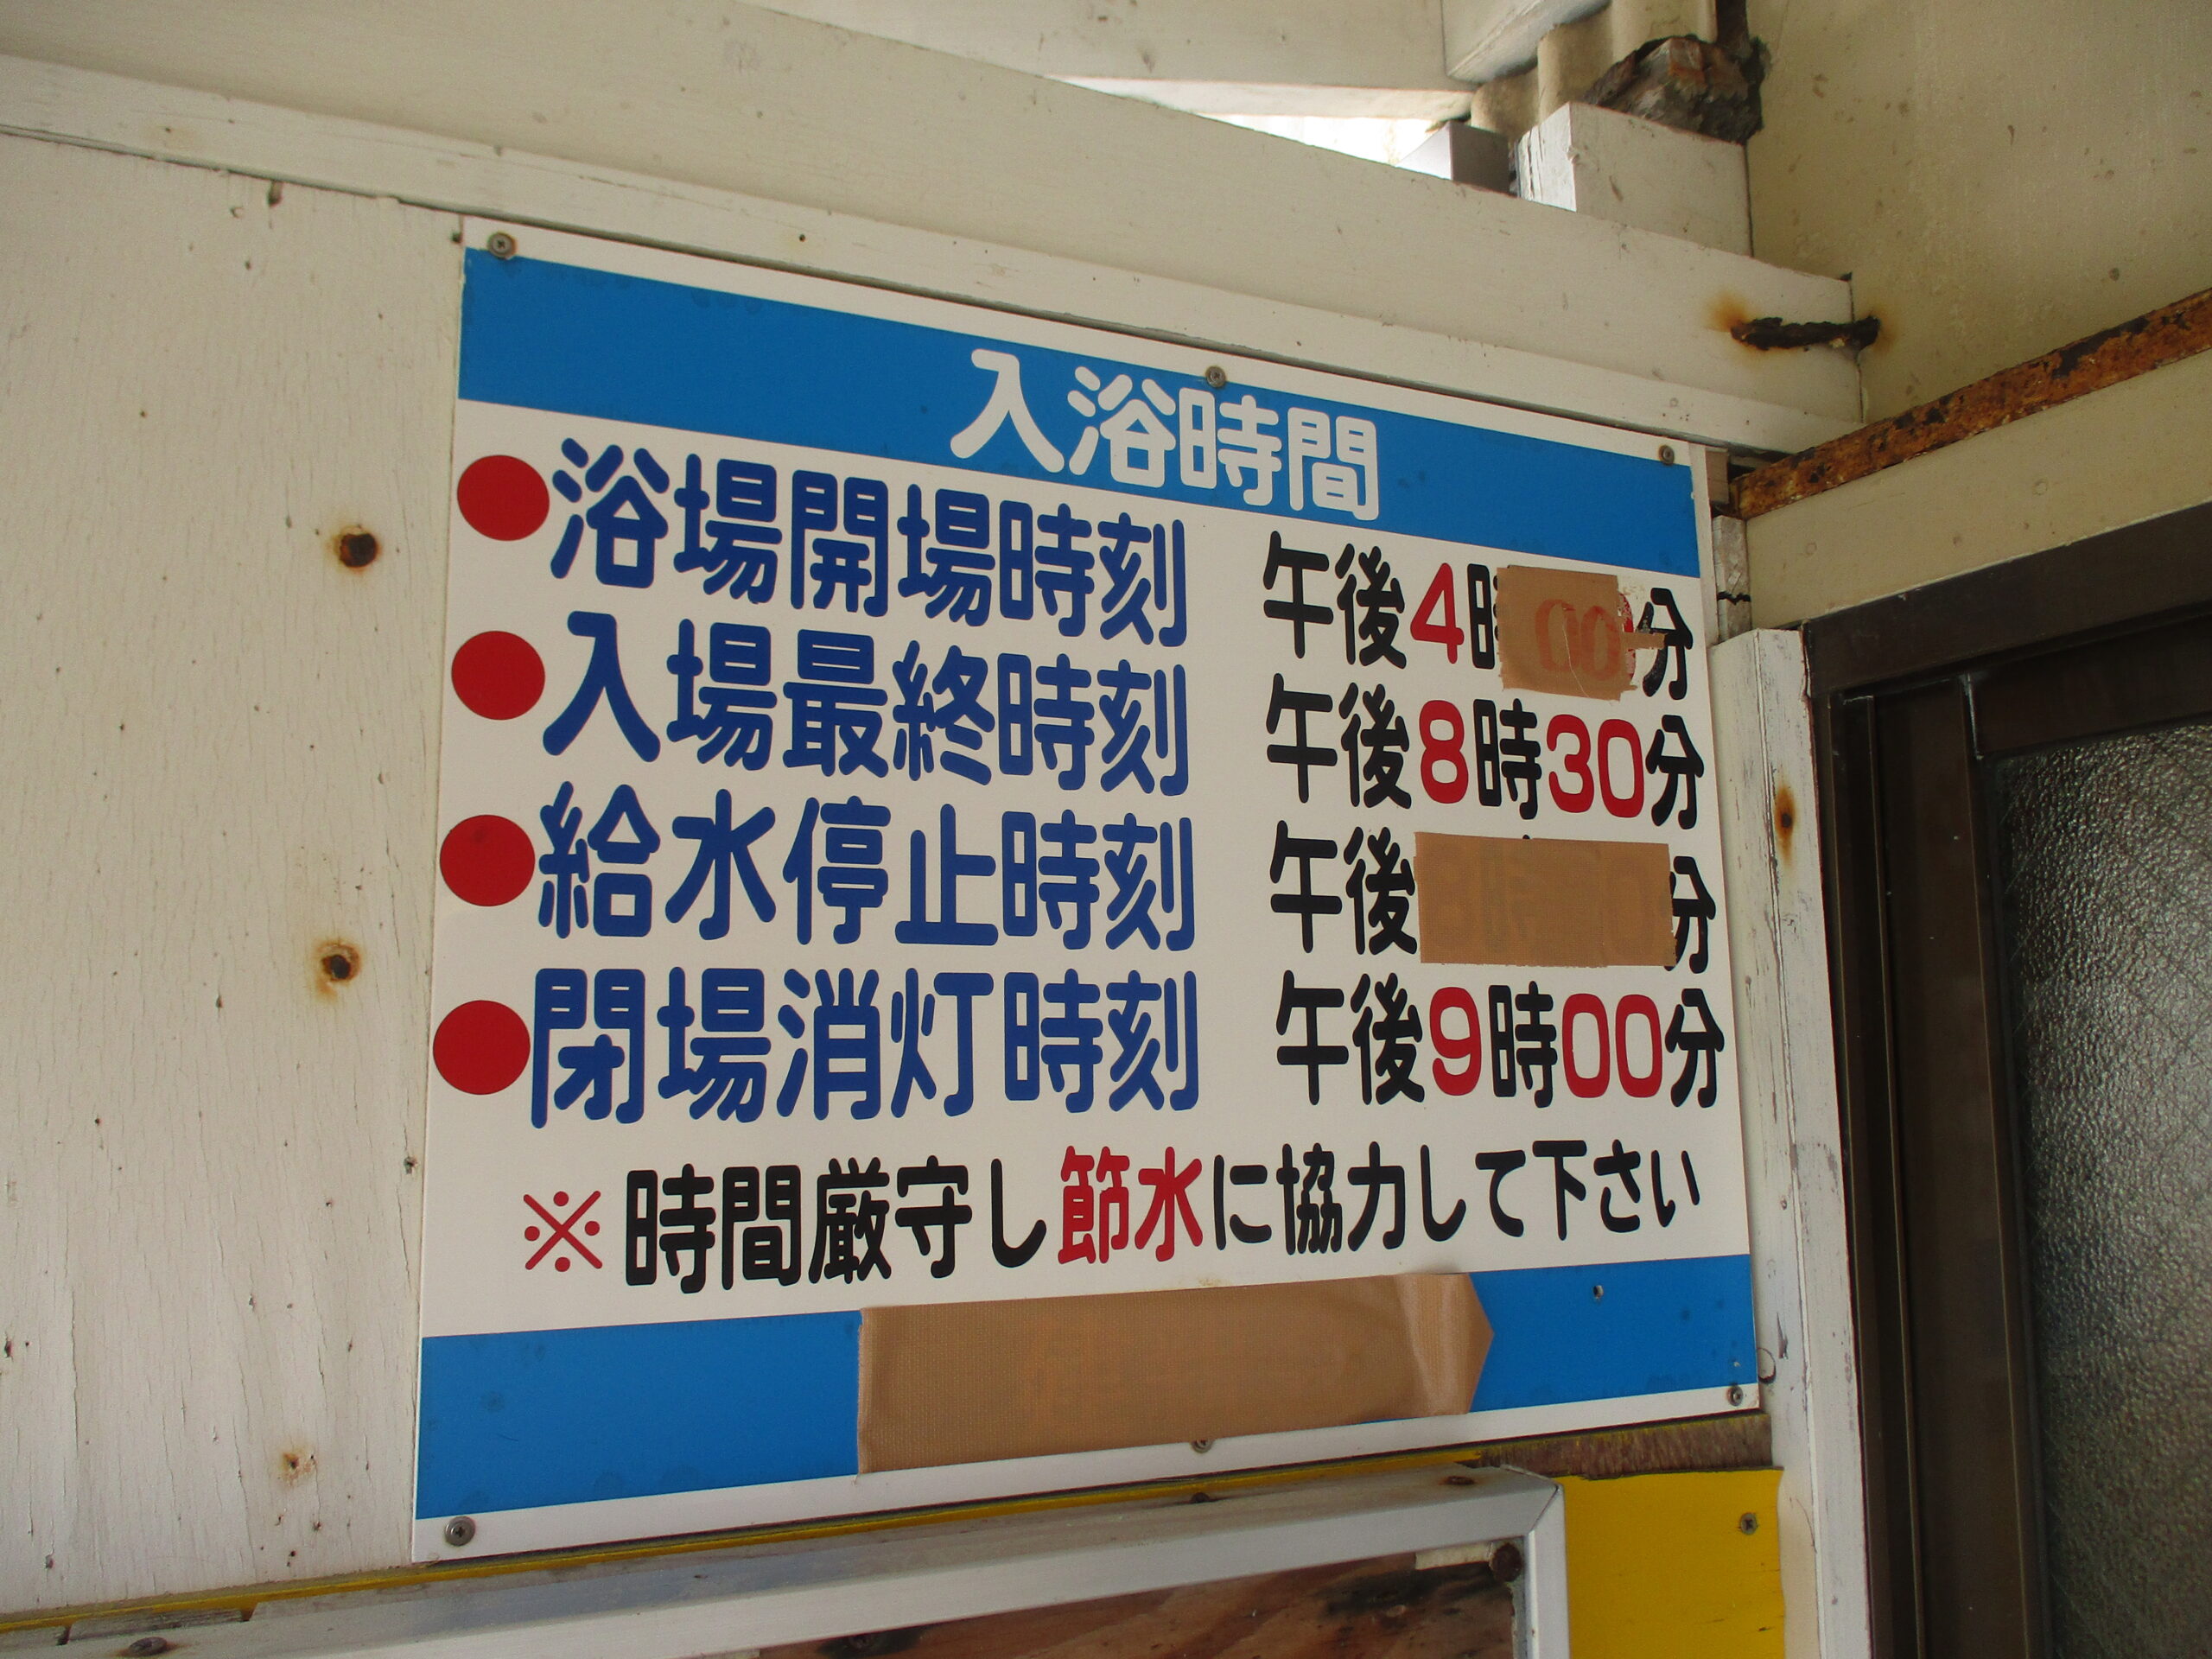 入浴時間
●浴場開場時刻 午後4時00分
●入場最終時刻 午後8時30分
●給水停止時刻 午後 分
●閉場消灯時刻 午後9時00分
※時間厳守し節水に協力して下さい